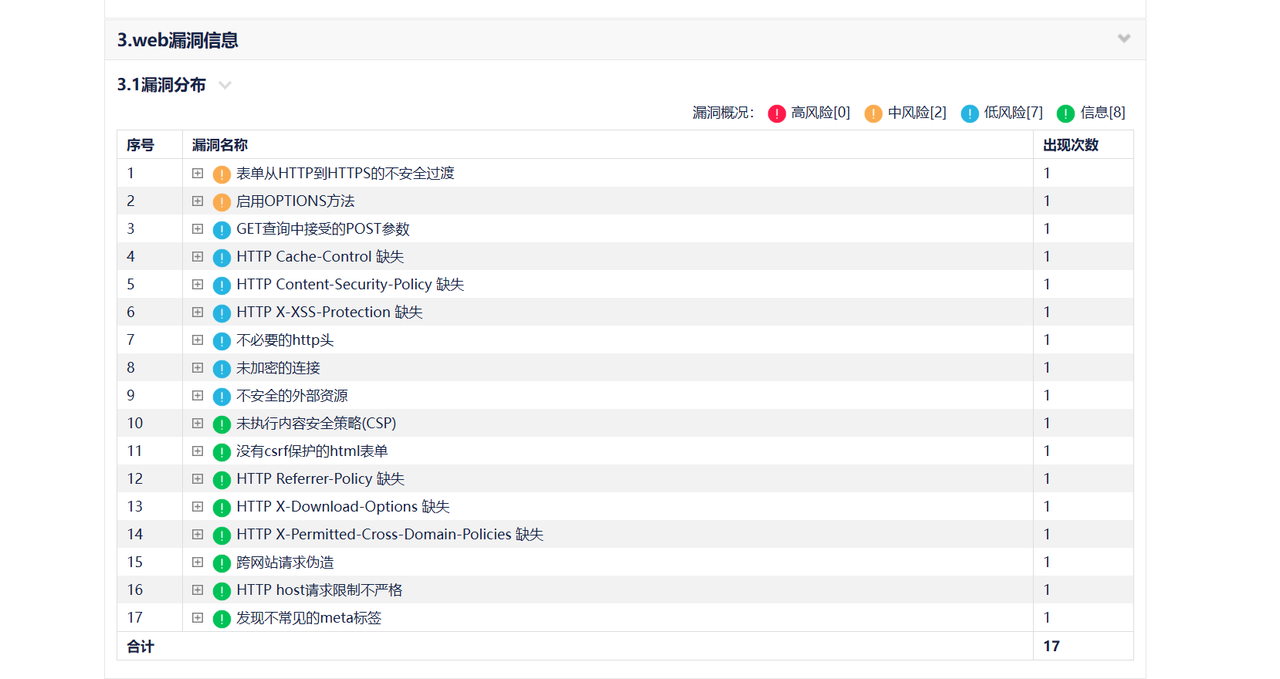 3.web漏洞信息
3.1漏洞分布
漏洞概况： 高风险[0] 中风险[2] 低风险[7] 信息[8]
序号 漏洞名称 出现次数
1 表单从HTTP到HTTPS的不安全过渡 1
2 启用OPTIONS方法 1
3 GET查询中接受的POST参数 1
4 HTTP Cache-Control 缺失 1
5 HTTP Content-Security-Policy 缺失 1
6 HTTP X-XSS-Protection 缺失 1
7 不必要的http头 1
8 未加密的连接 1
9 不安全的外部资源 1
10 未执行内容安全策略(CSP) 1
11 没有csrf保护的html表单 1
12 HTTP Referrer-Policy 缺失 1
13 HTTP X-Download-Options 缺失 1
14 HTTP X-Permitted-Cross-Domain-Policies 缺失 1
15 跨网站请求伪造 1
16 HTTP host请求限制不严格 1
17 发现不常见的meta标签 1
合计 17